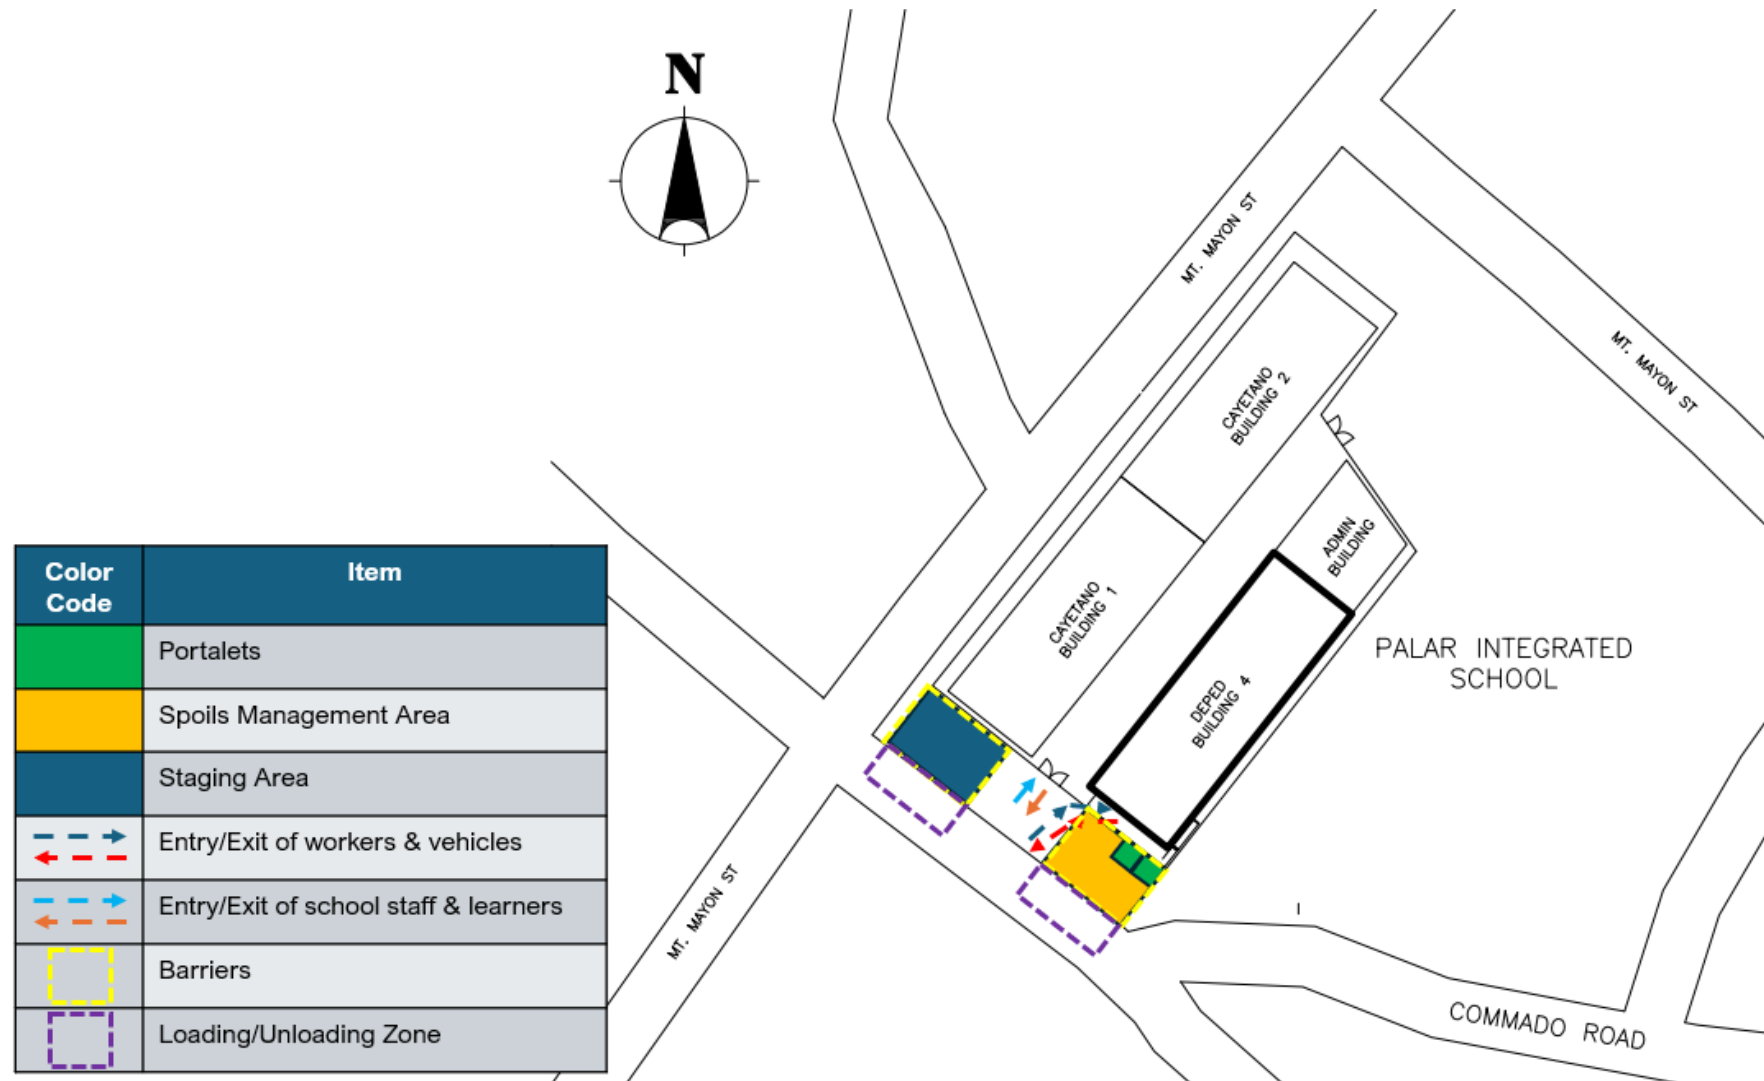 N
MT. MAYON ST
MT. MAYON ST
CAYETANO
BUILDING 2
ADMIN
BUILDING
CAYETANO
BUILDING 1
PALAR INTEGRATED
SCHOOL
DEPED
BUILDING 4
MT. MAYON ST
COMMADO ROAD
Color
Code
Item
Portalets
Spoils Management Area
Staging Area
Entry/Exit of workers & vehicles
Entry/Exit of school staff & learners
Barriers
Loading/Unloading Zone